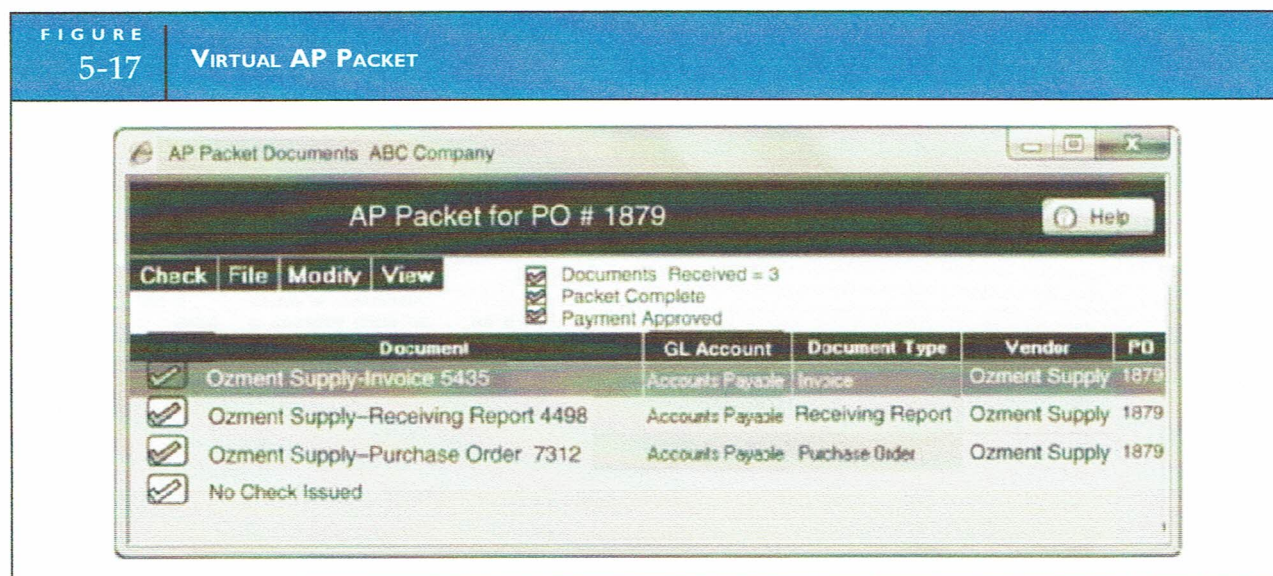 FIGURE
5-17 VIRTUAL AP PACKET
AP Packet Documents ABC Company
AP Packet for PO # 1879
Help
Check File Modify View
Documents Received = 3
Packet Complete
Payment Approved
Document GL Account Document Type Vendor PO
Ozment Supply-Invoice 5435 Accounts Payable Invoice Ozment Supply 1879
Ozment Supply–Receiving Report 4498 Accounts Payable Receiving Report Ozment Supply 1879
Ozment Supply–Purchase Order 7312 Accounts Payable Purchase Order Ozment Supply 1879
No Check Issued